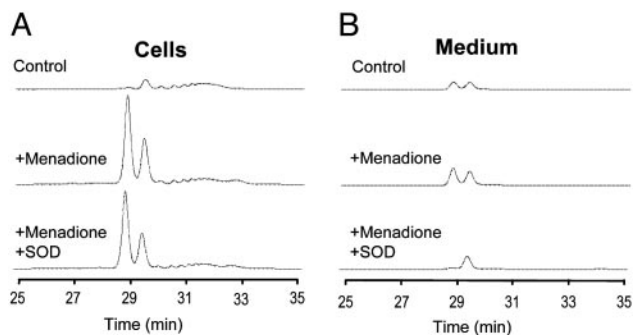 A
Cells
Control
+Menadione
+Menadione
+SOD
25 27 29 31 33 35
Time (min)
B
Medium
Control
+Menadione
+Menadione
+SOD
25 27 29 31 33 35
Time (min)